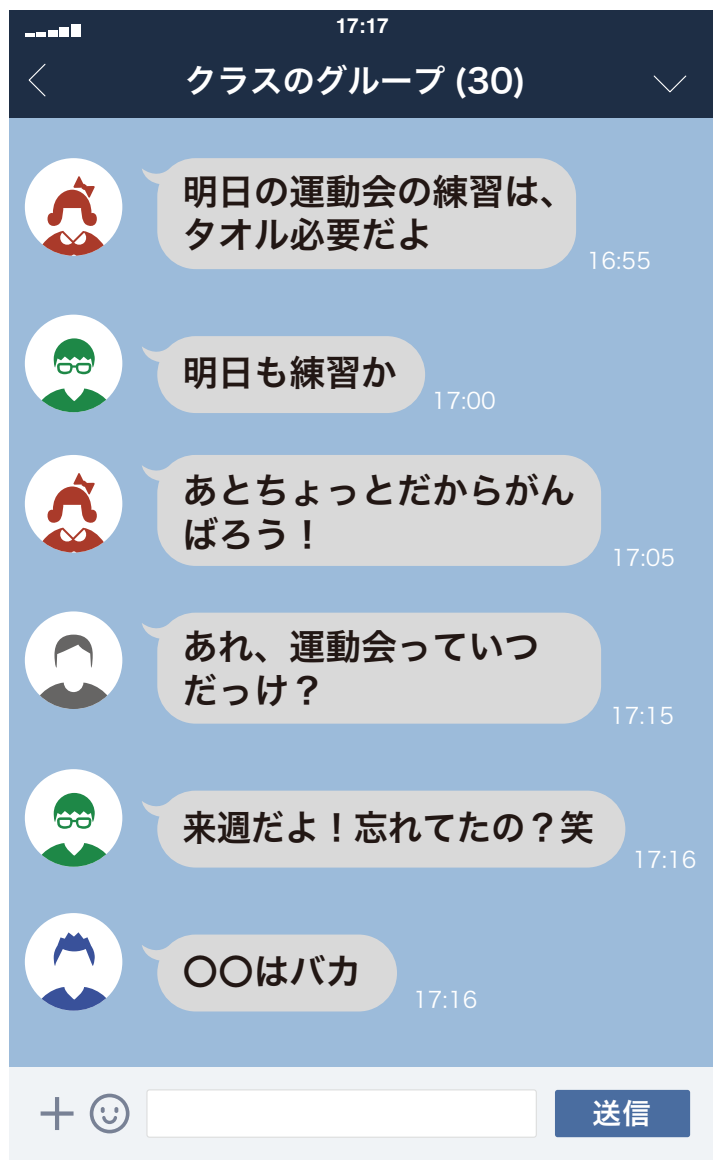 17:17
クラスのグループ (30)
明日の運動会の練習は、
タオル必要だよ
16:55
明日も練習か
17:00
あとちょっとだからがん
ばろう！
17:05
あれ、運動会っていつ
だっけ？
17:15
来週だよ！忘れてたの？笑
17:16
〇〇はバカ
17:16
送信